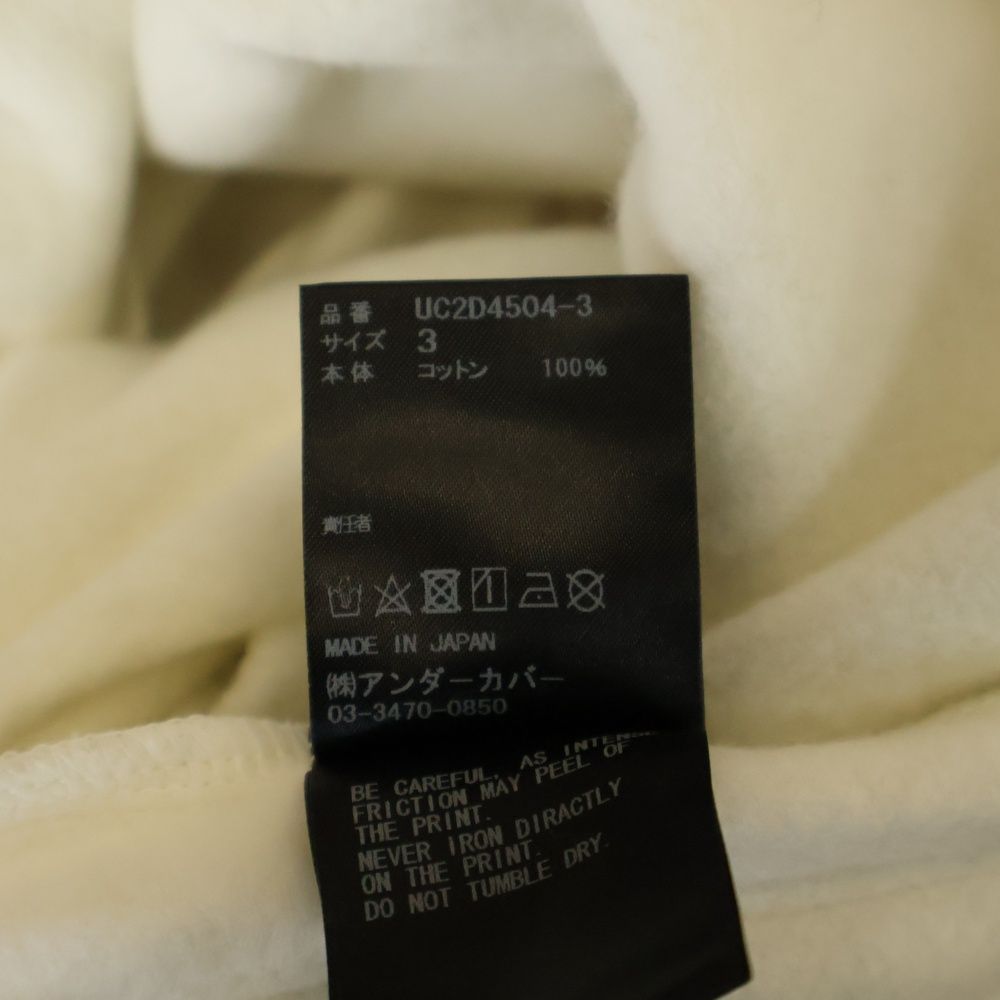 品番 UC2D4504-3
サイズ 3
本体 コットン 100%
責任者
MADE IN JAPAN
㈱アンダーカバー
03-3470-0850
BE CAREFUL, AS INTENSE
FRICTION MAY PEEL OF
THE PRINT.
NEVER IRON DIRACTLY
ON THE PRINT.
DO NOT TUMBLE DRY.